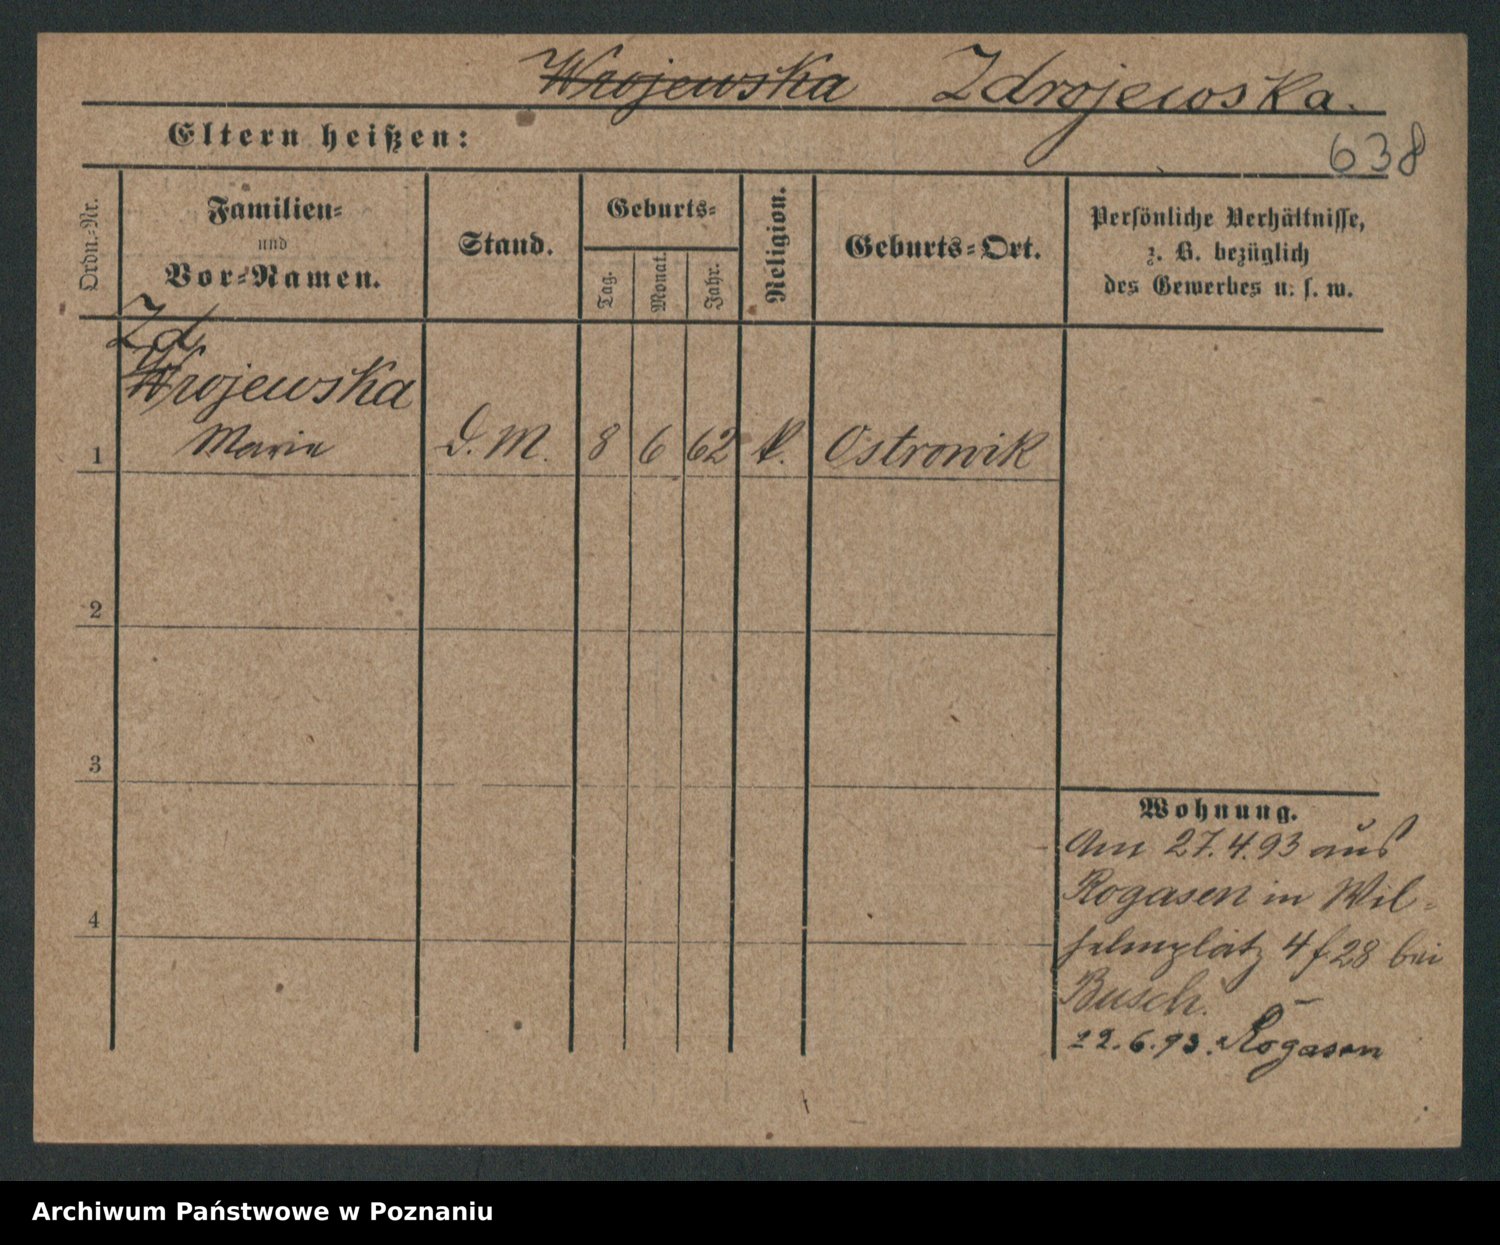 Wrojewska Zdrojewska.
Eltern heißen:
638
Ordn.-Nr.
Familien-
und
Vor-Namen.
Stand.
Geburts-
Tag.
Monat.
Jahr.
Religion.
Geburts-Ort.
Persönliche Verhältnisse,
z. B. bezüglich
des Gewerbes u. s. w.
Zd
Wrojewska
1 Marie D. M. 8 6 62 k. Ostrowik
2
3
4
Wohnung.
Am 27.4.93 aus
Rogasen in Wil-
helmplatz 4 f 28 bei
Busch.
22.6.93. Rogasen
Archiwum Państwowe w Poznaniu